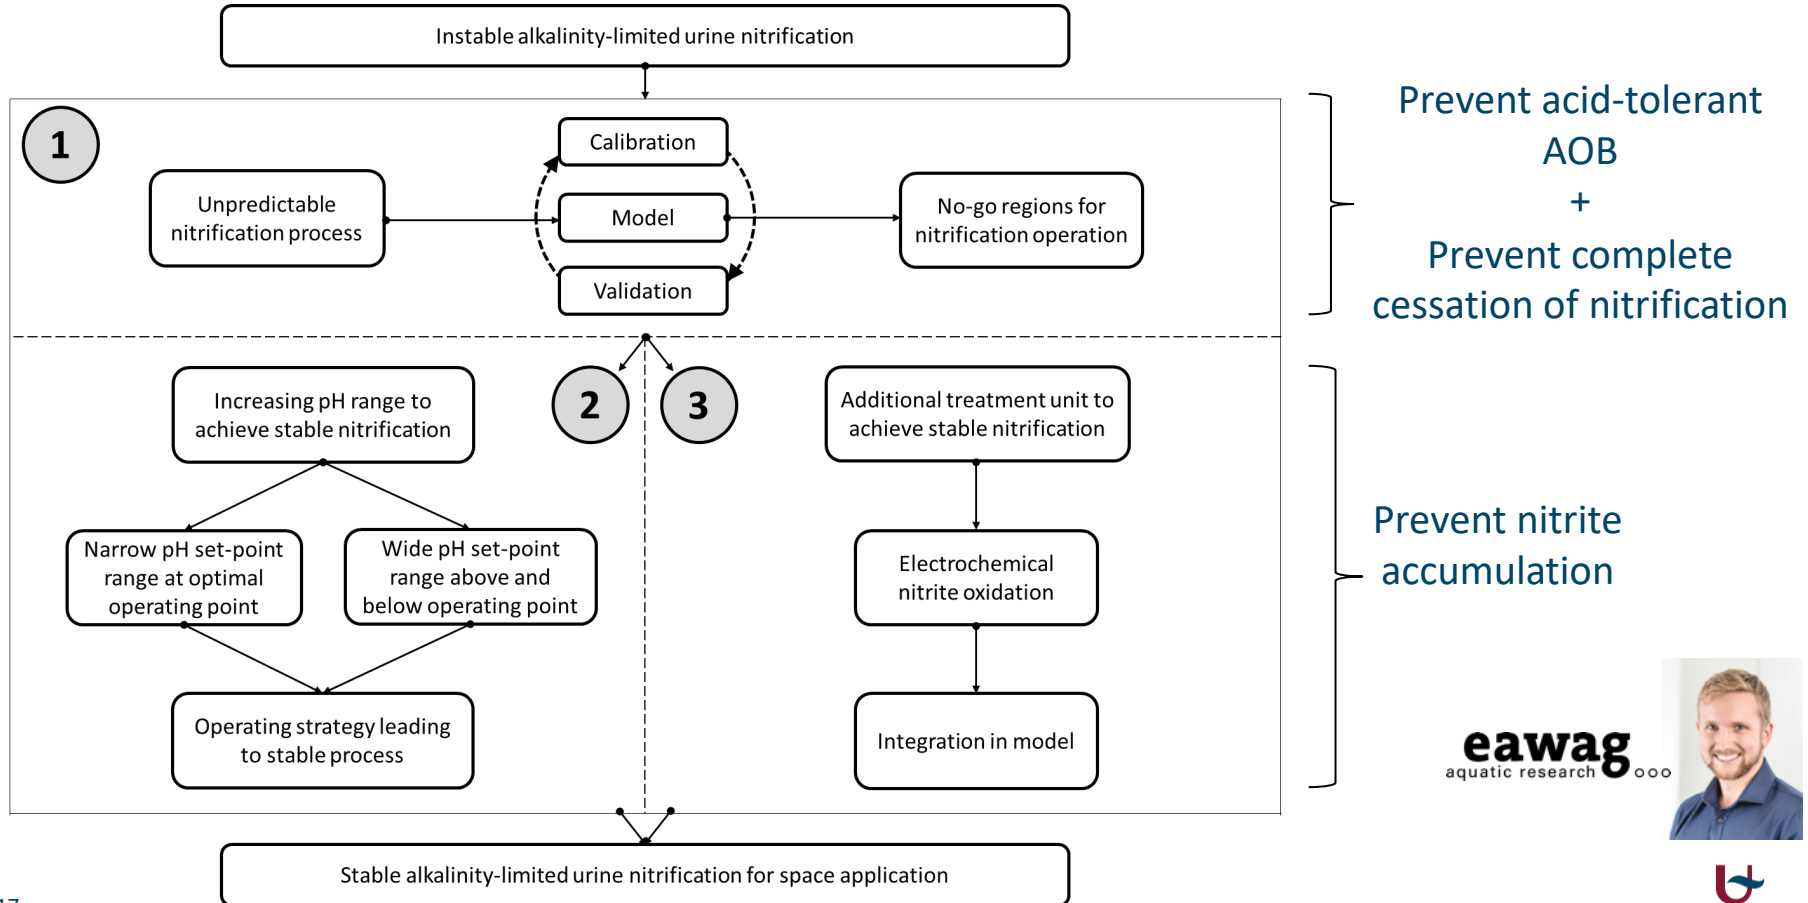 Instable alkalinity-limited urine nitrification
1
Calibration
Unpredictable
nitrification process
Model
No-go regions for
nitrification operation
Validation
Prevent acid-tolerant
AOB
+
Prevent complete
cessation of nitrification
2
3
Increasing pH range to
achieve stable nitrification
Additional treatment unit to
achieve stable nitrification
Narrow pH set-point
range at optimal
operating point
Wide pH set-point
range above and
below operating point
Electrochemical
nitrite oxidation
Prevent nitrite
accumulation
Operating strategy leading
to stable process
Integration in model
eawag
aquatic research
Stable alkalinity-limited urine nitrification for space application
17